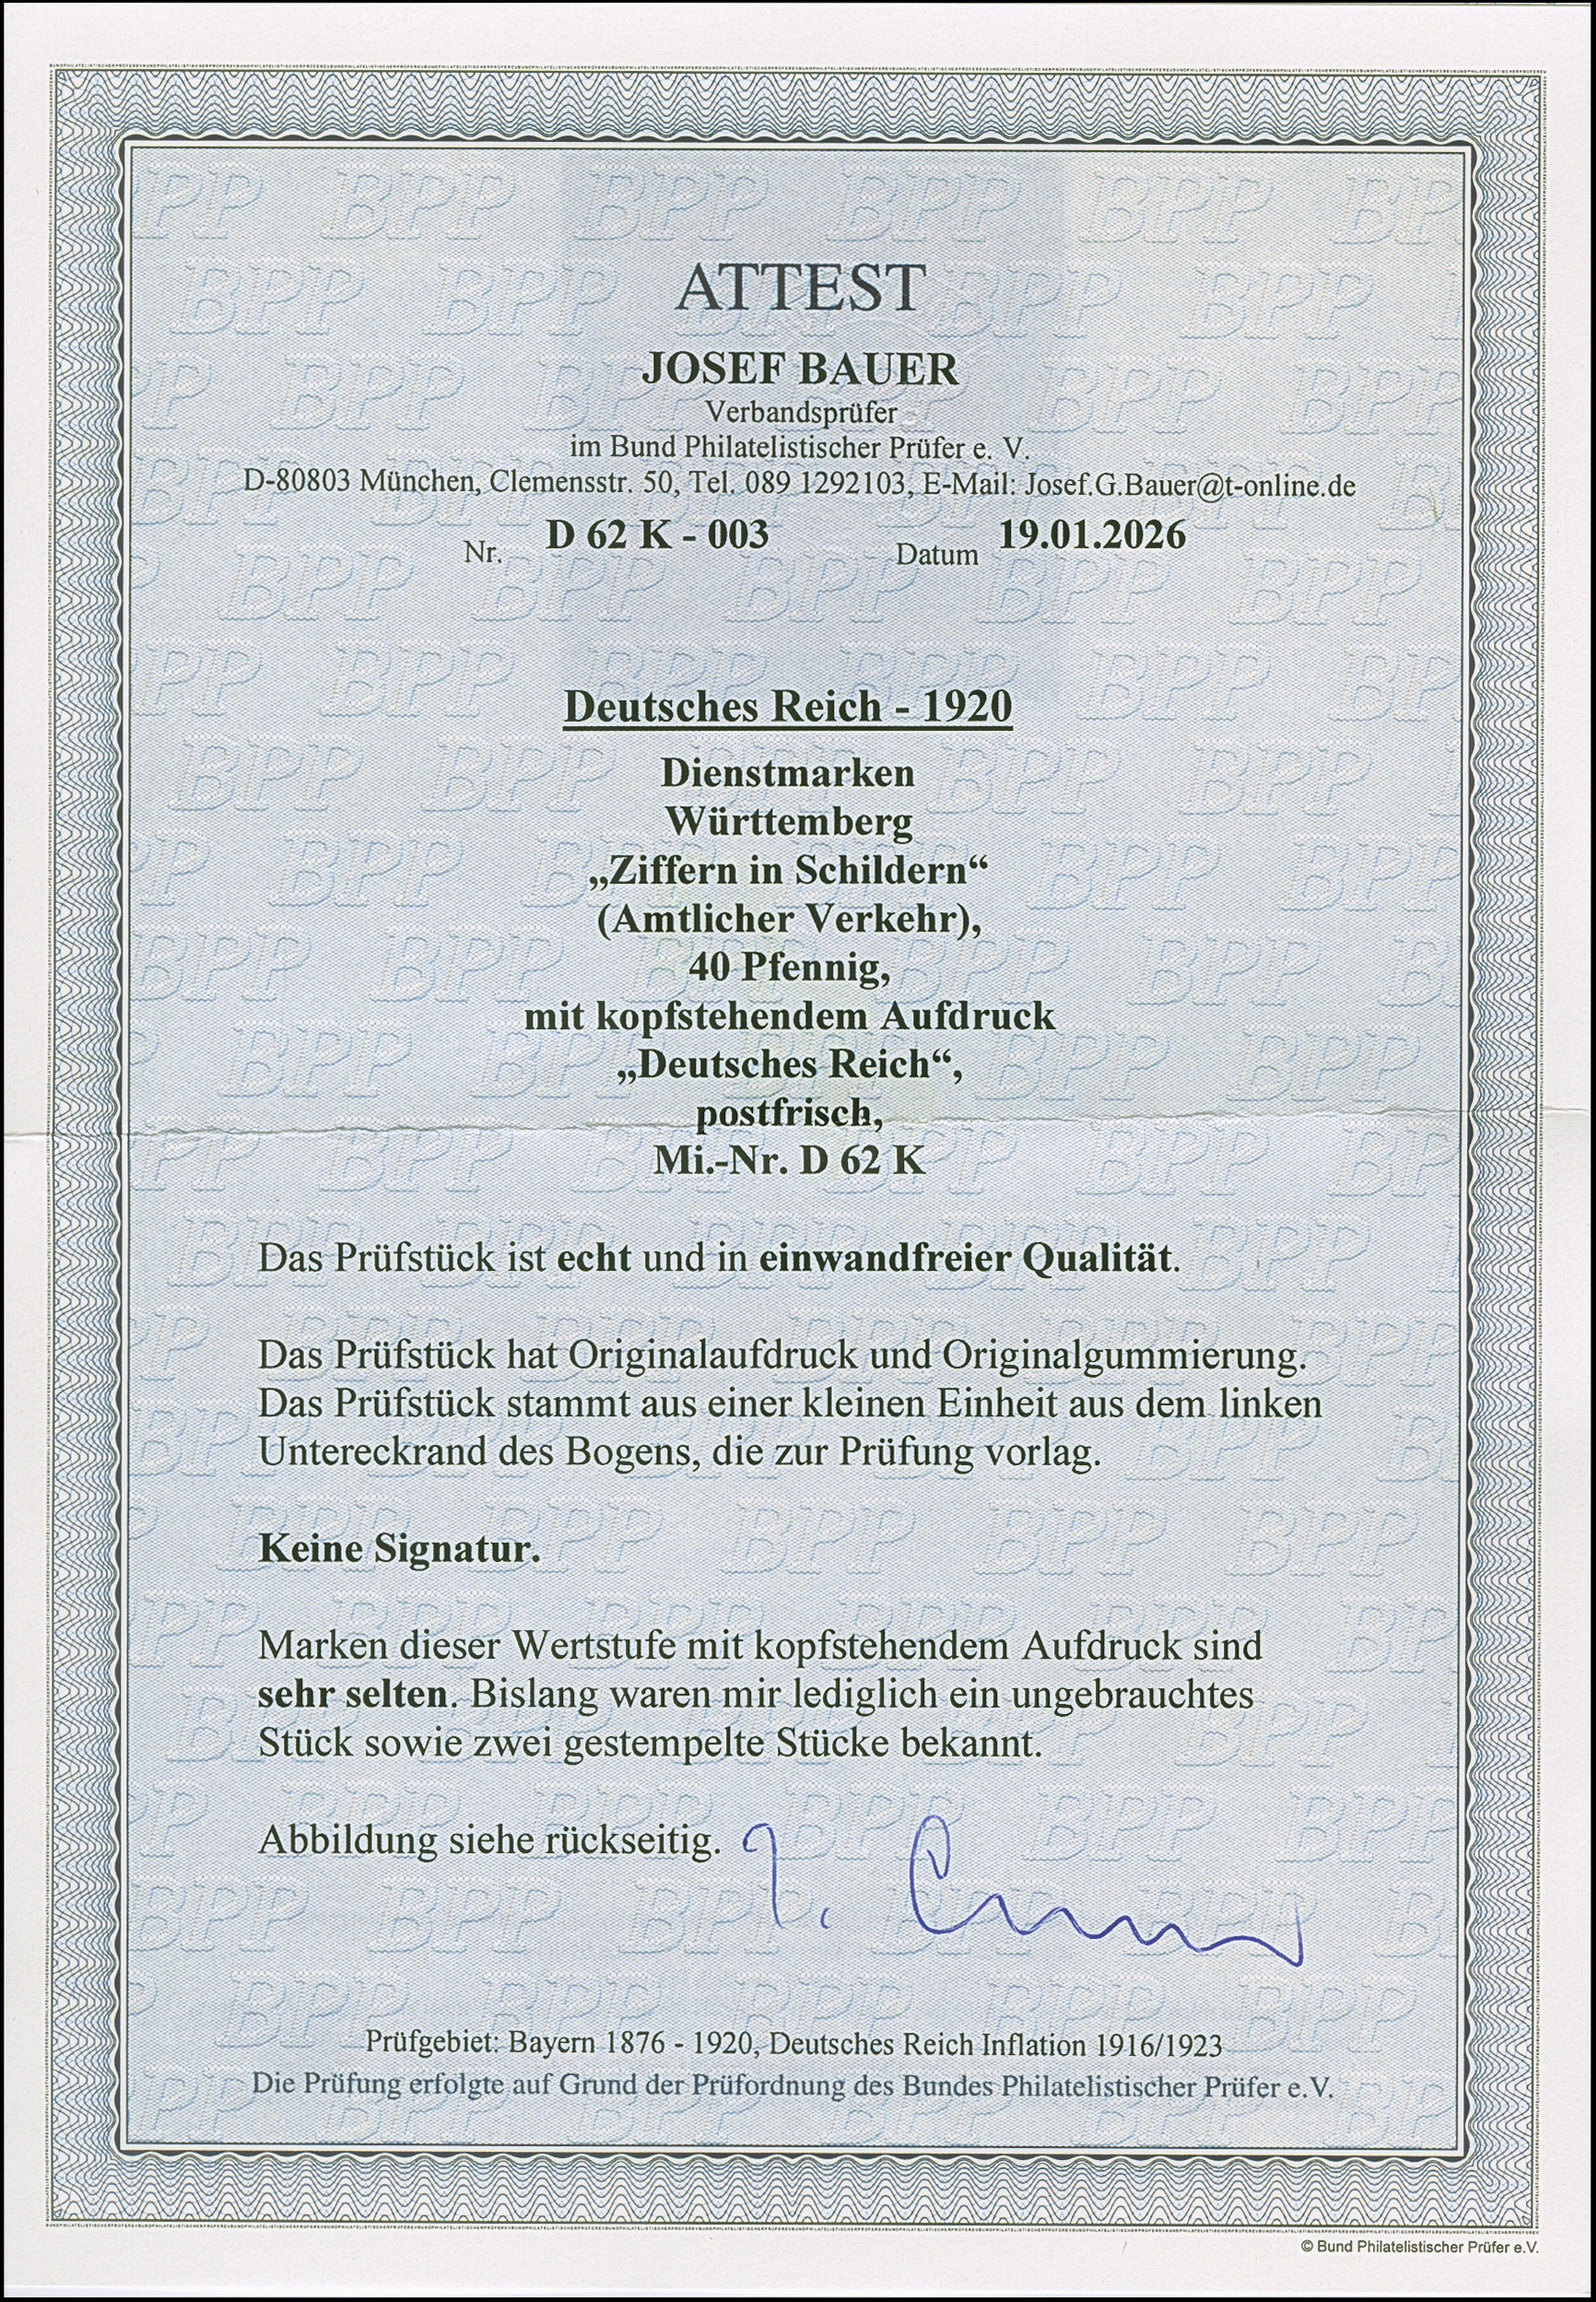 ATTEST
JOSEF BAUER
Verbandsprüfer
im Bund Philatelistischer Prüfer e. V.
D-80803 München, Clemensstr. 50, Tel. 089 1292103, E-Mail: Josef.G.Bauer@t-online.de
Nr. D 62 K - 003 Datum 19.01.2026
Deutsches Reich - 1920
Dienstmarken
Württemberg
„Ziffern in Schildern“
(Amtlicher Verkehr),
40 Pfennig,
mit kopfstehendem Aufdruck
„Deutsches Reich“,
postfrisch,
Mi.-Nr. D 62 K
Das Prüfstück ist echt und in einwandfreier Qualität.
Das Prüfstück hat Originalaufdruck und Originalgummierung.
Das Prüfstück stammt aus einer kleinen Einheit aus dem linken
Untereckrand des Bogens, die zur Prüfung vorlag.
Keine Signatur.
Marken dieser Wertstufe mit kopfstehendem Aufdruck sind
sehr selten. Bislang waren mir lediglich ein ungebrauchtes
Stück sowie zwei gestempelte Stücke bekannt.
Abbildung siehe rückseitig.
Prüfgebiet: Bayern 1876 - 1920, Deutsches Reich Inflation 1916/1923
Die Prüfung erfolgte auf Grund der Prüfordnung des Bundes Philatelistischer Prüfer e.V.
© Bund Philatelistischer Prüfer e.V.